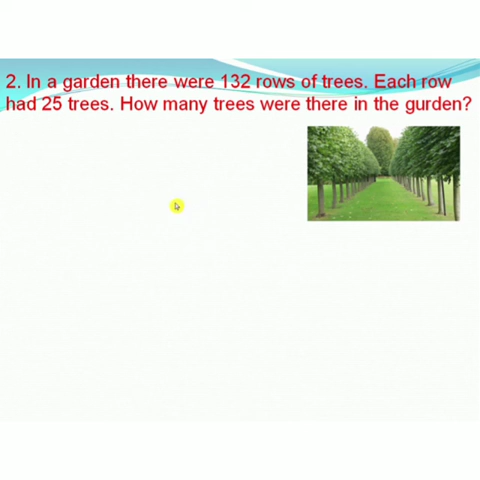 2. In a garden there were 132 rows of trees. Each row
had 25 trees. How many trees were there in the gurden?